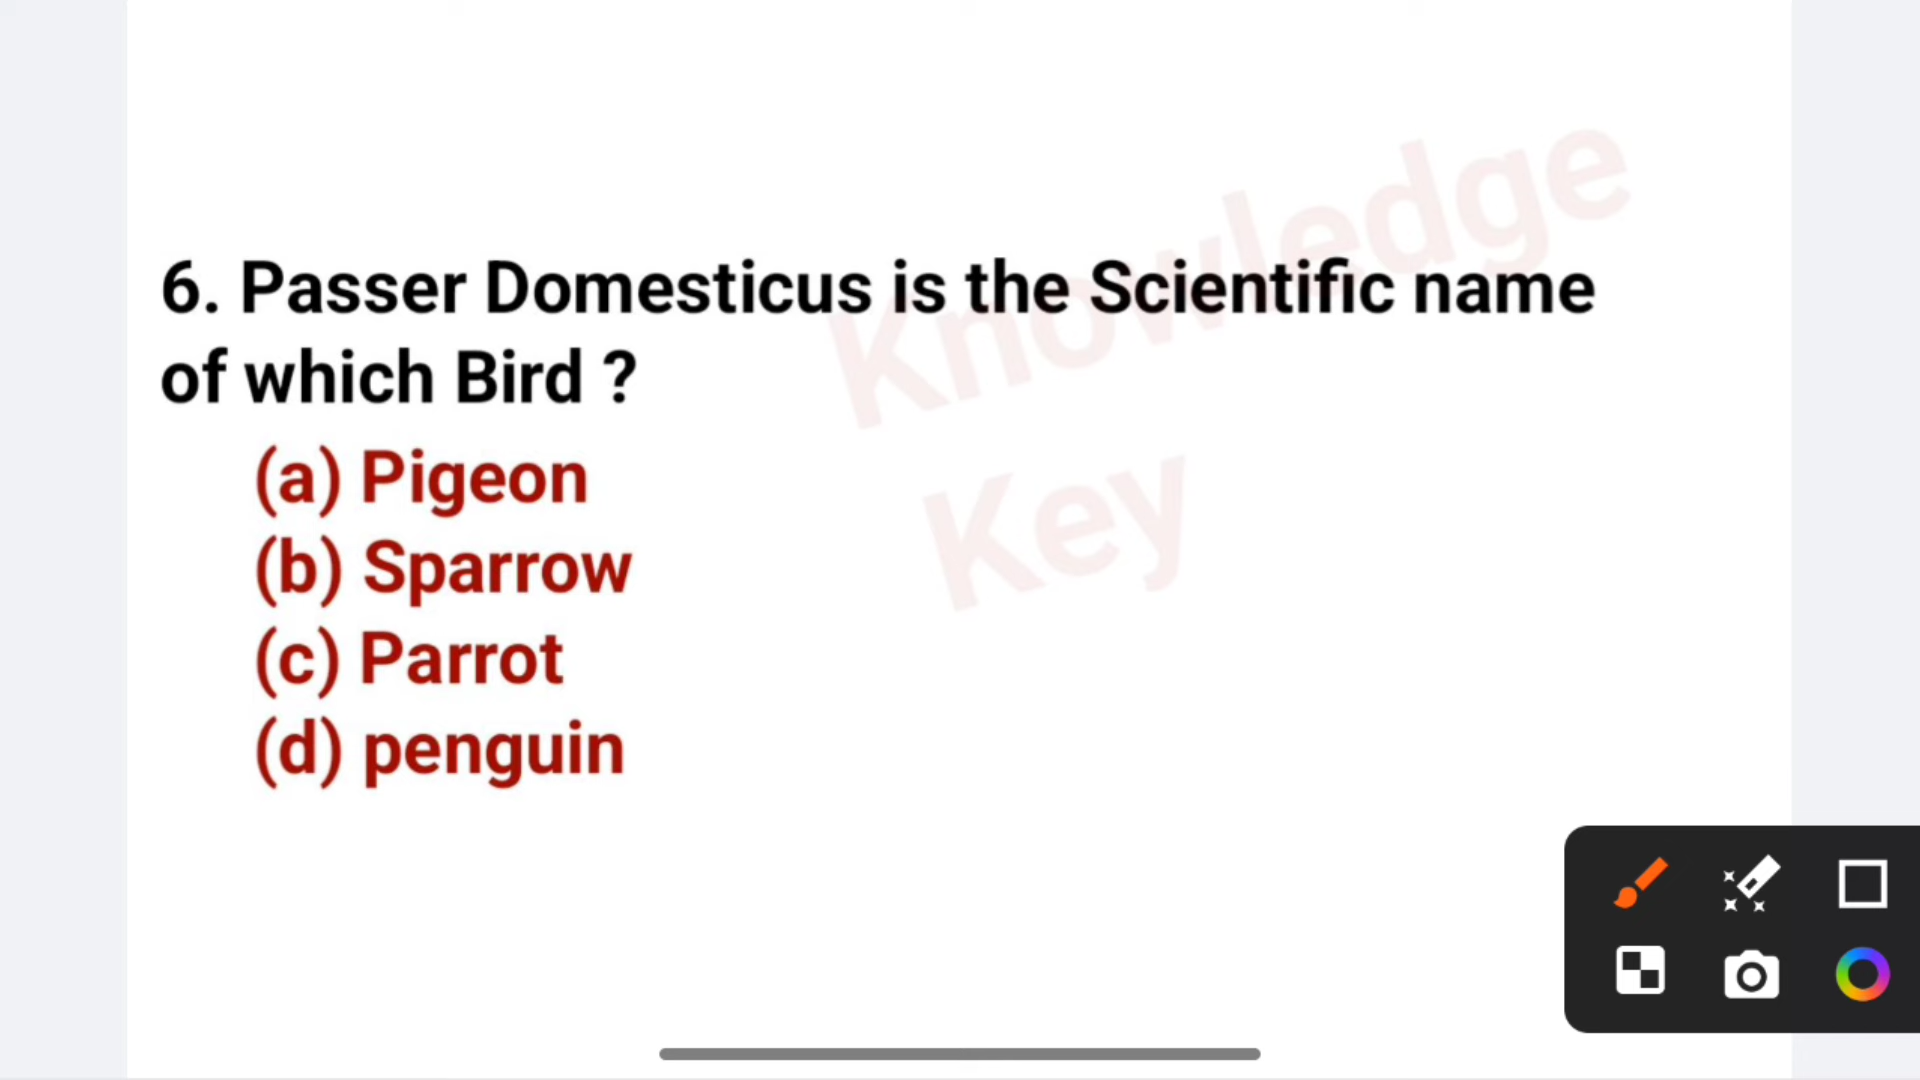 Knowledge
Key
6. Passer Domesticus is the Scientific name
of which Bird ?
(a) Pigeon
(b) Sparrow
(c) Parrot
(d) penguin